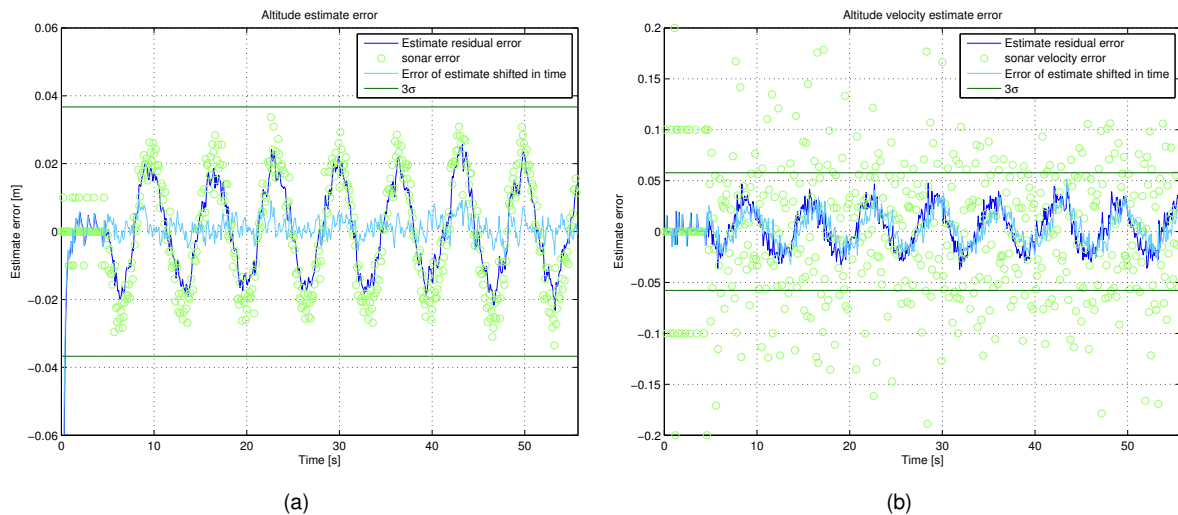 Altitude estimate error
0.06
0.04
0.02
0
−0.02
−0.04
−0.06
Estimate error [m]
0 10 20 30 40 50
Time [s]
Estimate residual error
sonar error
Error of estimate shifted in time
3σ
(a)
Altitude velocity estimate error
0.2
0.15
0.1
0.05
0
−0.05
−0.1
−0.15
−0.2
Estimate error
0 10 20 30 40 50
Time [s]
Estimate residual error
sonar velocity error
Error of estimate shifted in time
3σ
(b)